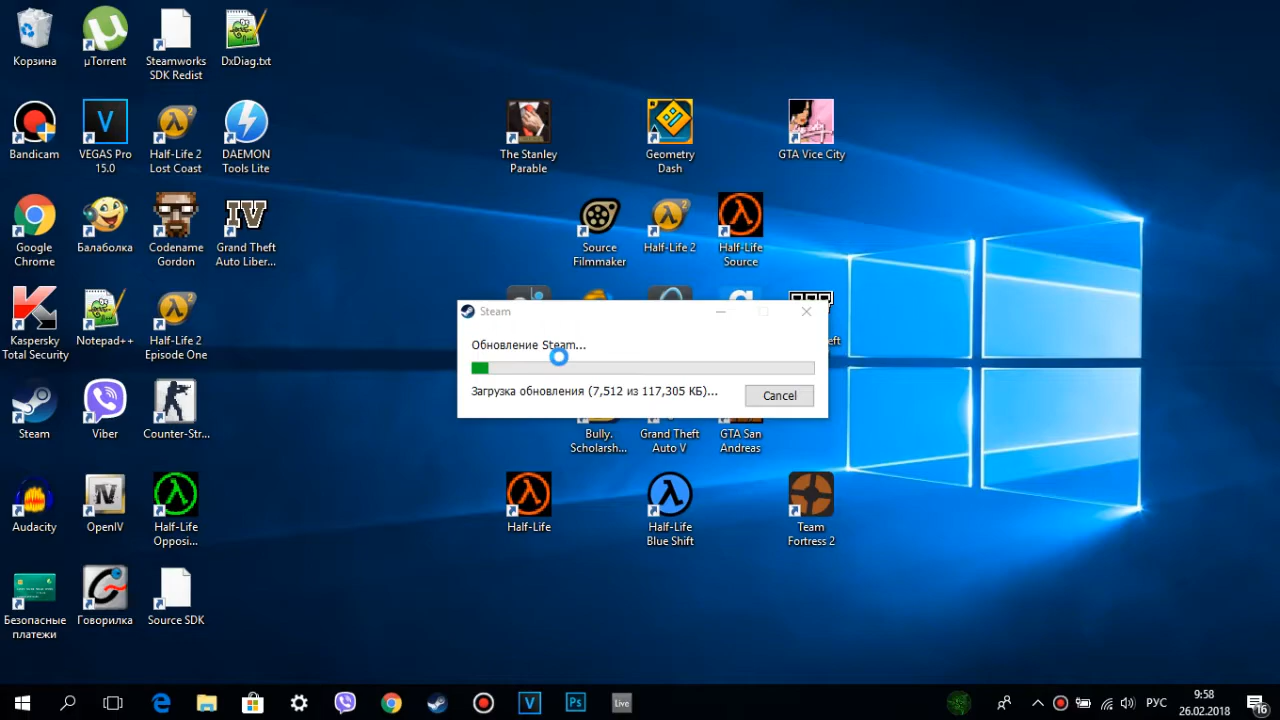 Корзина
µTorrent
Steamworks
SDK Redist
DxDiag.txt
Bandicam
VEGAS Pro
15.0
Half-Life 2
Lost Coast
DAEMON
Tools Lite
The Stanley
Parable
Geometry
Dash
GTA Vice City
Google
Chrome
Балаболка
Codename
Gordon
IV
Grand Theft
Auto Liber...
Source
Filmmaker
Half-Life 2
Half-Life
Source
Kaspersky
Total Security
Notepad++
Half-Life 2
Episode One
Steam
Обновление Steam...
Загрузка обновления (7,512 из 117,305 КБ)...
Cancel
Steam
Viber
Counter-Str...
Bully.
Scholarsh...
Grand Theft
Auto V
GTA San
Andreas
Audacity
IV
OpenIV
Half-Life
Opposi...
Half-Life
Half-Life
Blue Shift
Team
Fortress 2
Безопасные
платежи
Говорилка
Source SDK
V
Ps
Live
РУС
9:58
26.02.2018
16